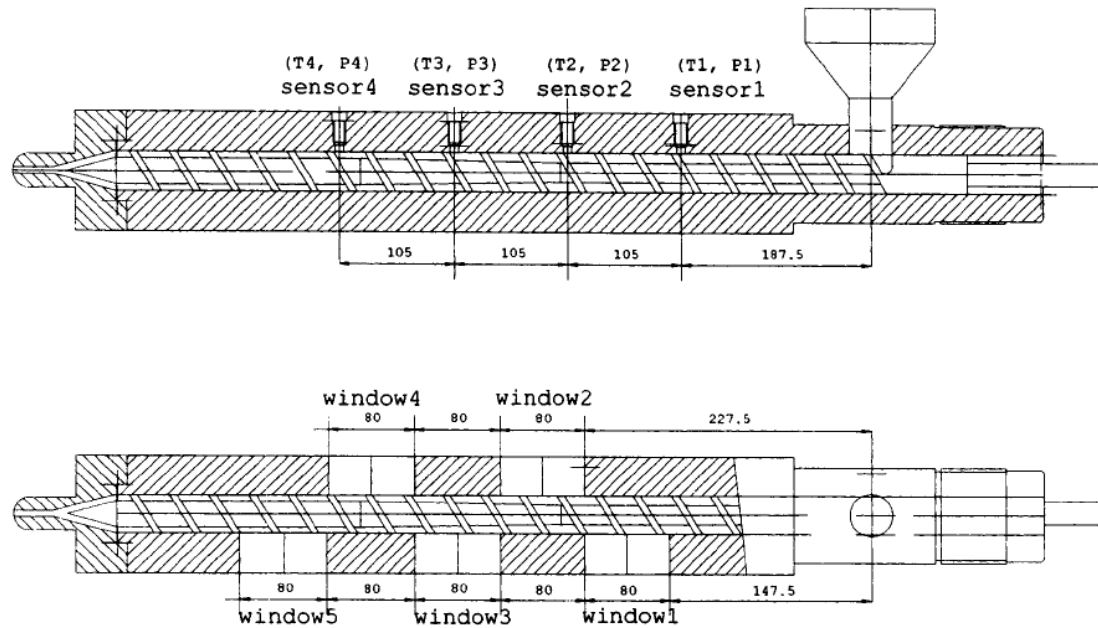 (T4, P4) (T3, P3) (T2, P2) (T1, P1)
sensor4 sensor3 sensor2 sensor1
105 105 105 187.5
window4 window2
80 80 80 227.5
80 80 80 80 80 147.5
window5 window3 window1